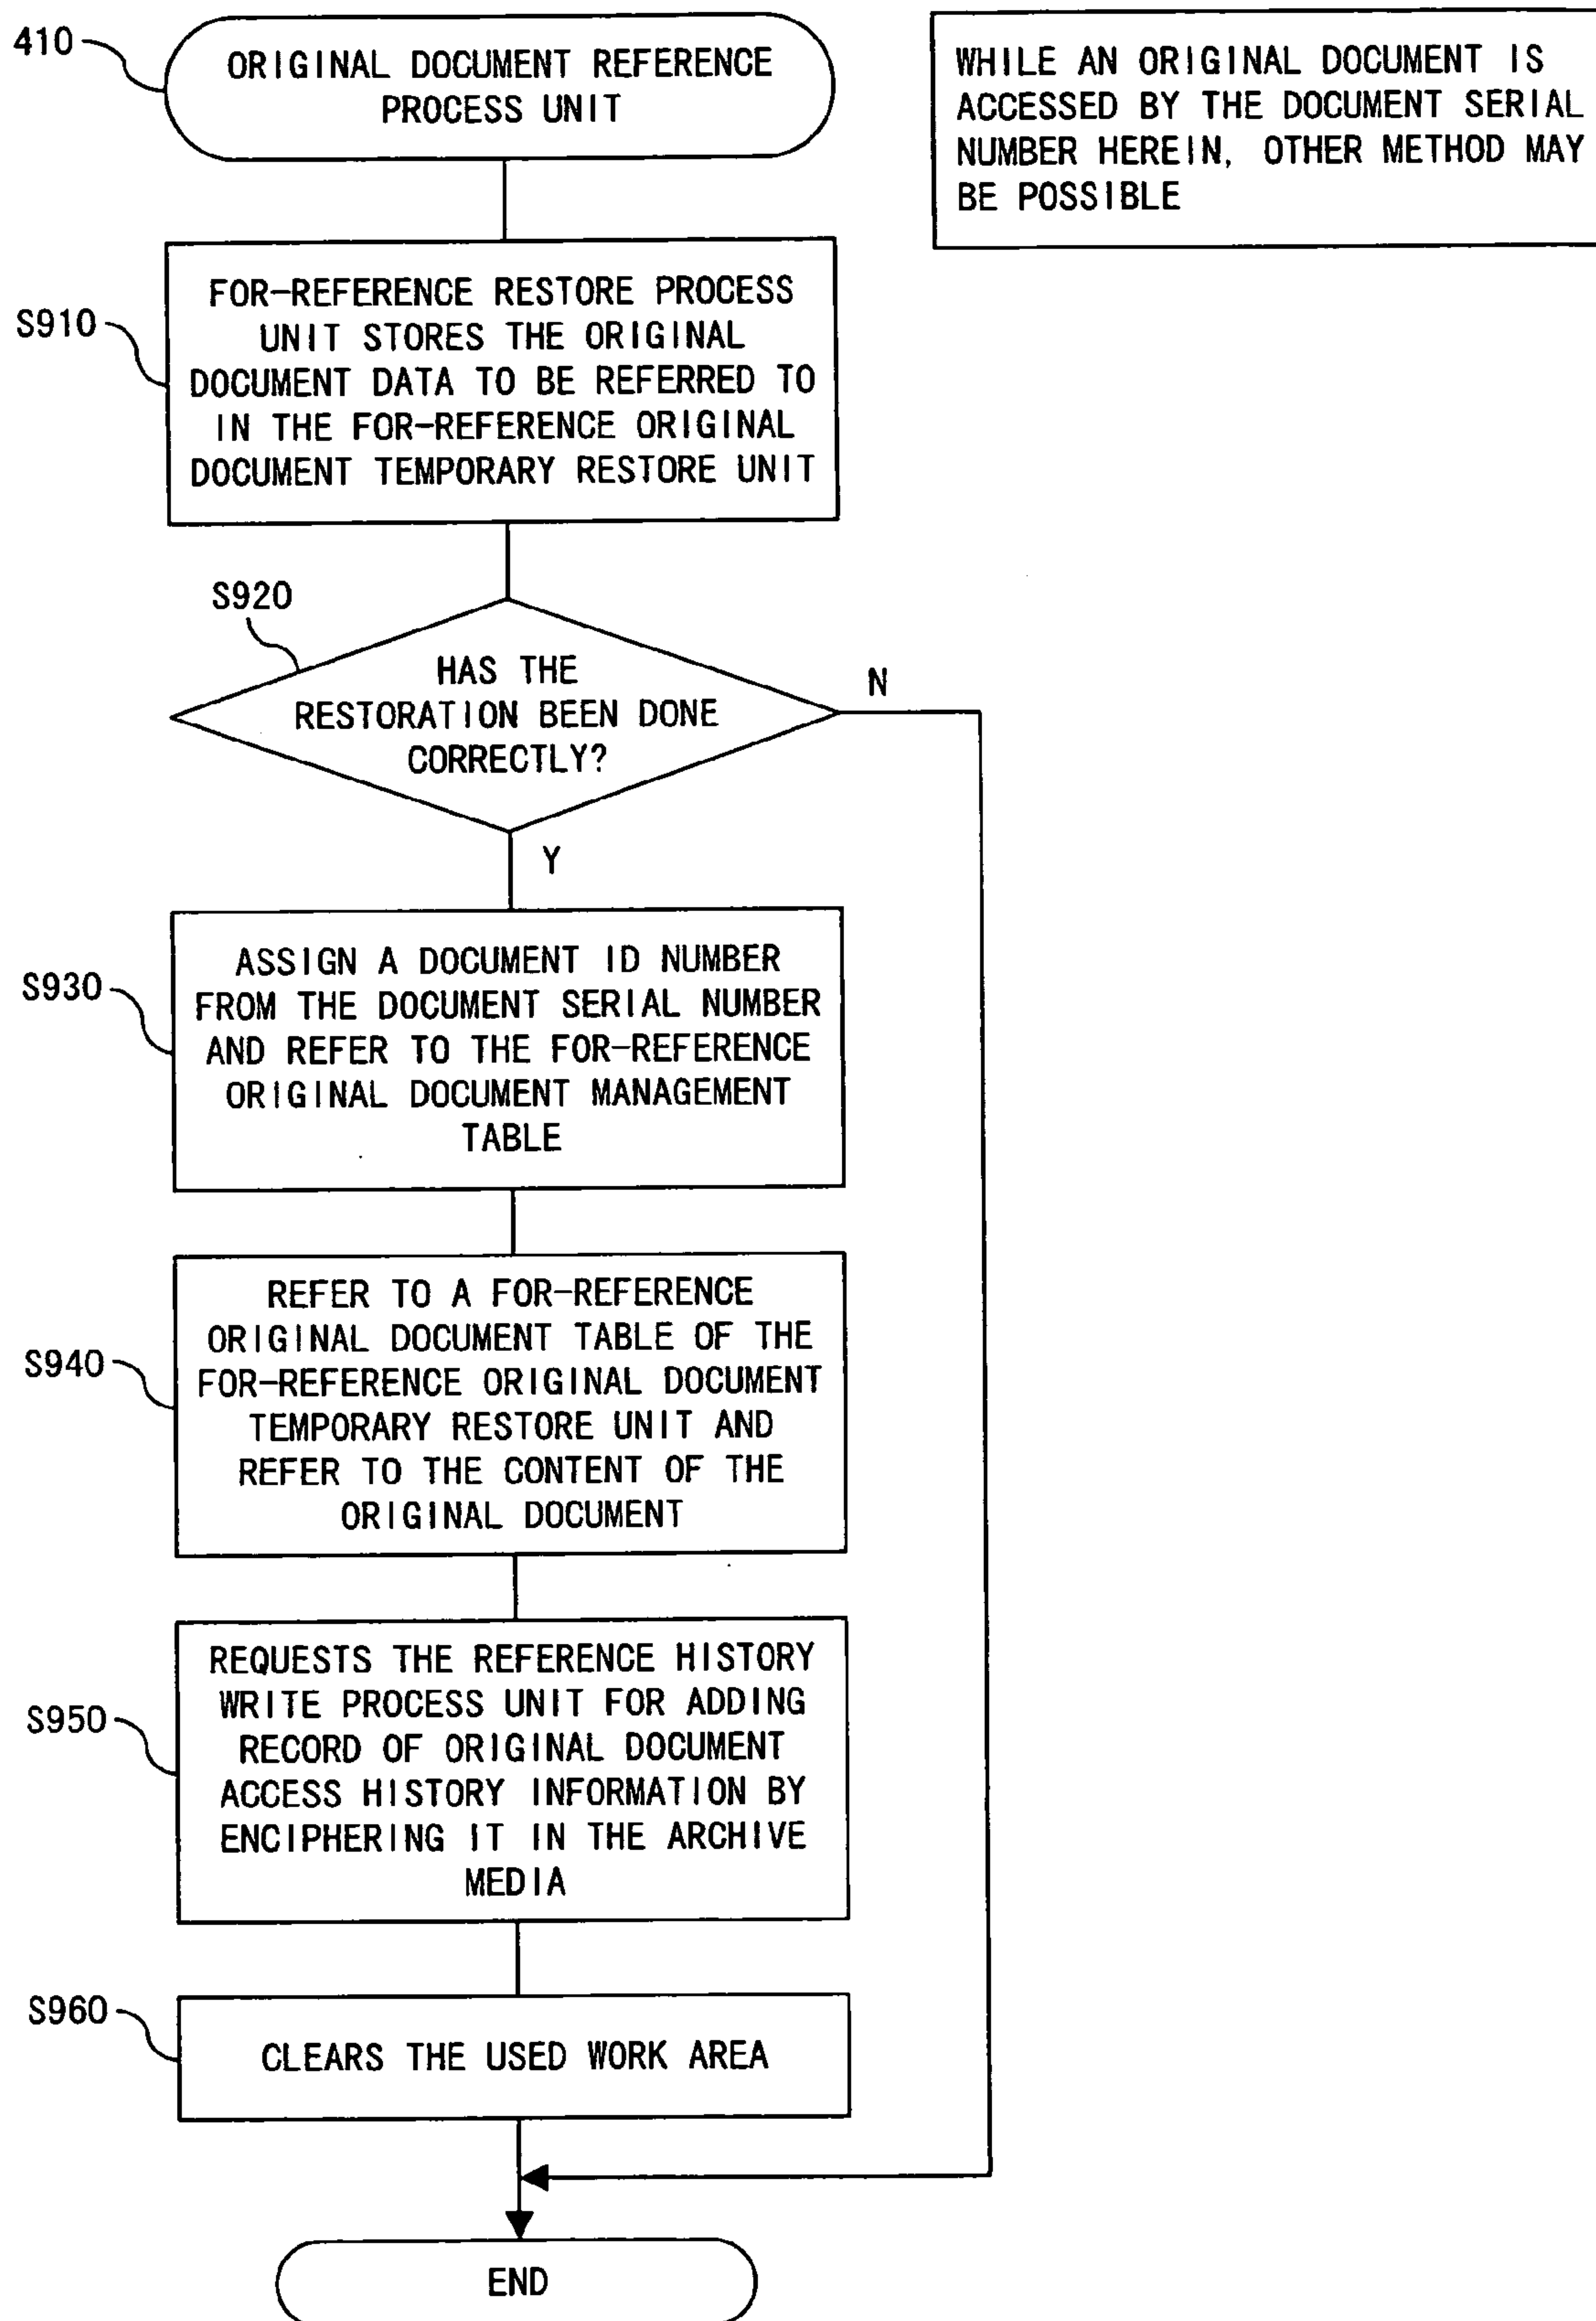 410
ORIGINAL DOCUMENT REFERENCE
PROCESS UNIT
WHILE AN ORIGINAL DOCUMENT IS
ACCESSED BY THE DOCUMENT SERIAL
NUMBER HEREIN, OTHER METHOD MAY
BE POSSIBLE
S910
FOR-REFERENCE RESTORE PROCESS
UNIT STORES THE ORIGINAL
DOCUMENT DATA TO BE REFERRED TO
IN THE FOR-REFERENCE ORIGINAL
DOCUMENT TEMPORARY RESTORE UNIT
S920
HAS THE
RESTORATION BEEN DONE
CORRECTLY?
N
Y
S930
ASSIGN A DOCUMENT ID NUMBER
FROM THE DOCUMENT SERIAL NUMBER
AND REFER TO THE FOR-REFERENCE
ORIGINAL DOCUMENT MANAGEMENT
TABLE
S940
REFER TO A FOR-REFERENCE
ORIGINAL DOCUMENT TABLE OF THE
FOR-REFERENCE ORIGINAL DOCUMENT
TEMPORARY RESTORE UNIT AND
REFER TO THE CONTENT OF THE
ORIGINAL DOCUMENT
S950
REQUESTS THE REFERENCE HISTORY
WRITE PROCESS UNIT FOR ADDING
RECORD OF ORIGINAL DOCUMENT
ACCESS HISTORY INFORMATION BY
ENCIPHERING IT IN THE ARCHIVE
MEDIA
S960
CLEARS THE USED WORK AREA
END